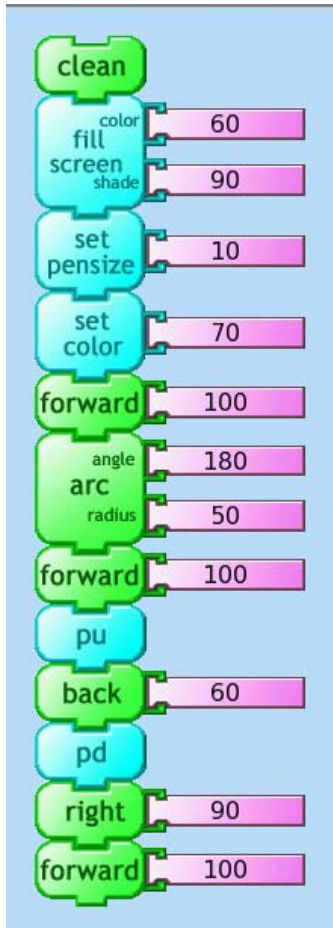 clean
color 60
fill
screen
shade 90
set
pensize 10
set
color 70
forward 100
angle 180
arc
radius 50
forward 100
pu
back 60
pd
right 90
forward 100